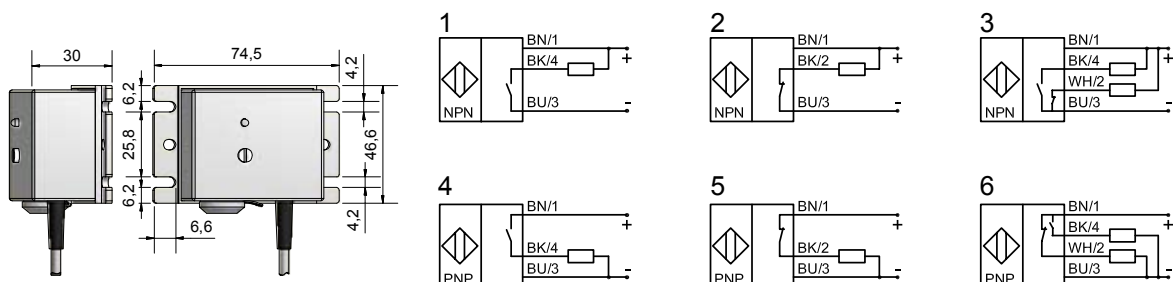 30
74,5
4,2
6,2
25,8
46,6
6,2
4,2
6,6
1
BN/1
BK/4
+
BU/3
-
NPN
2
BN/1
BK/2
+
BU/3
-
NPN
3
BN/1
BK/4
+
WH/2
BU/3
-
NPN
4
BN/1
+
BK/4
BU/3
-
PNP
5
BN/1
+
BK/2
BU/3
-
PNP
6
BN/1
+
BK/4
WH/2
BU/3
-
PNP